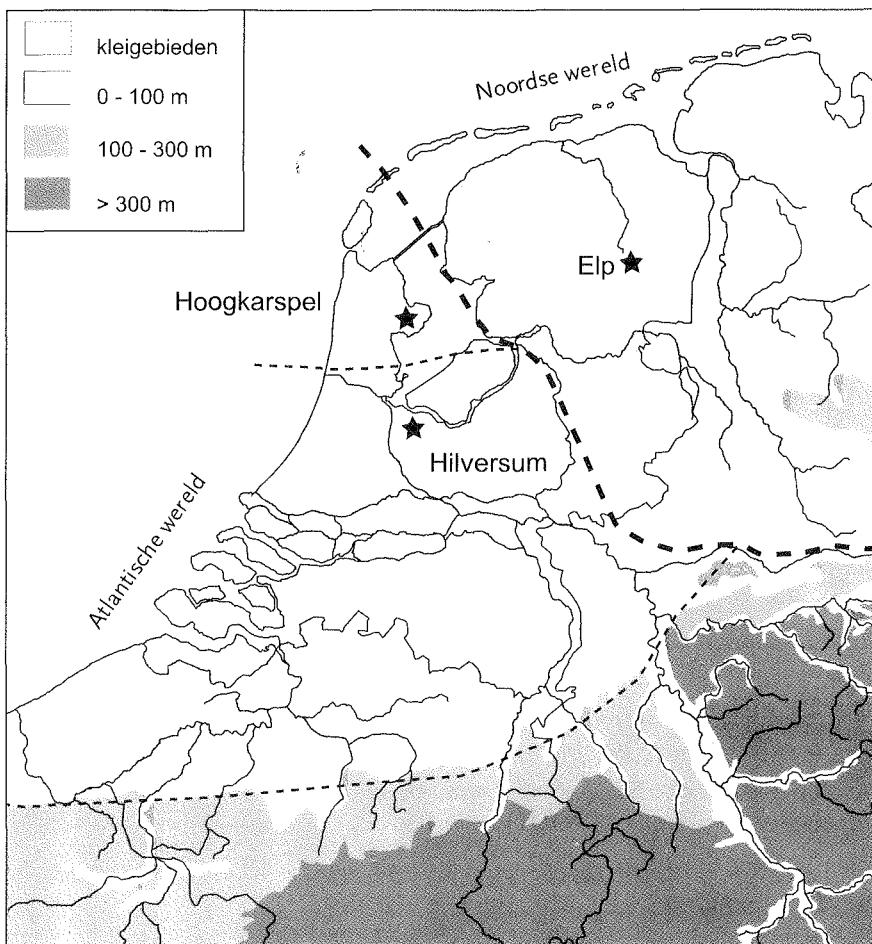 kleigebieden
0 - 100 m
100 - 300 m
> 300 m
Noordse wereld
Elp
Hoogkarspel
Hilversum
Atlantische wereld